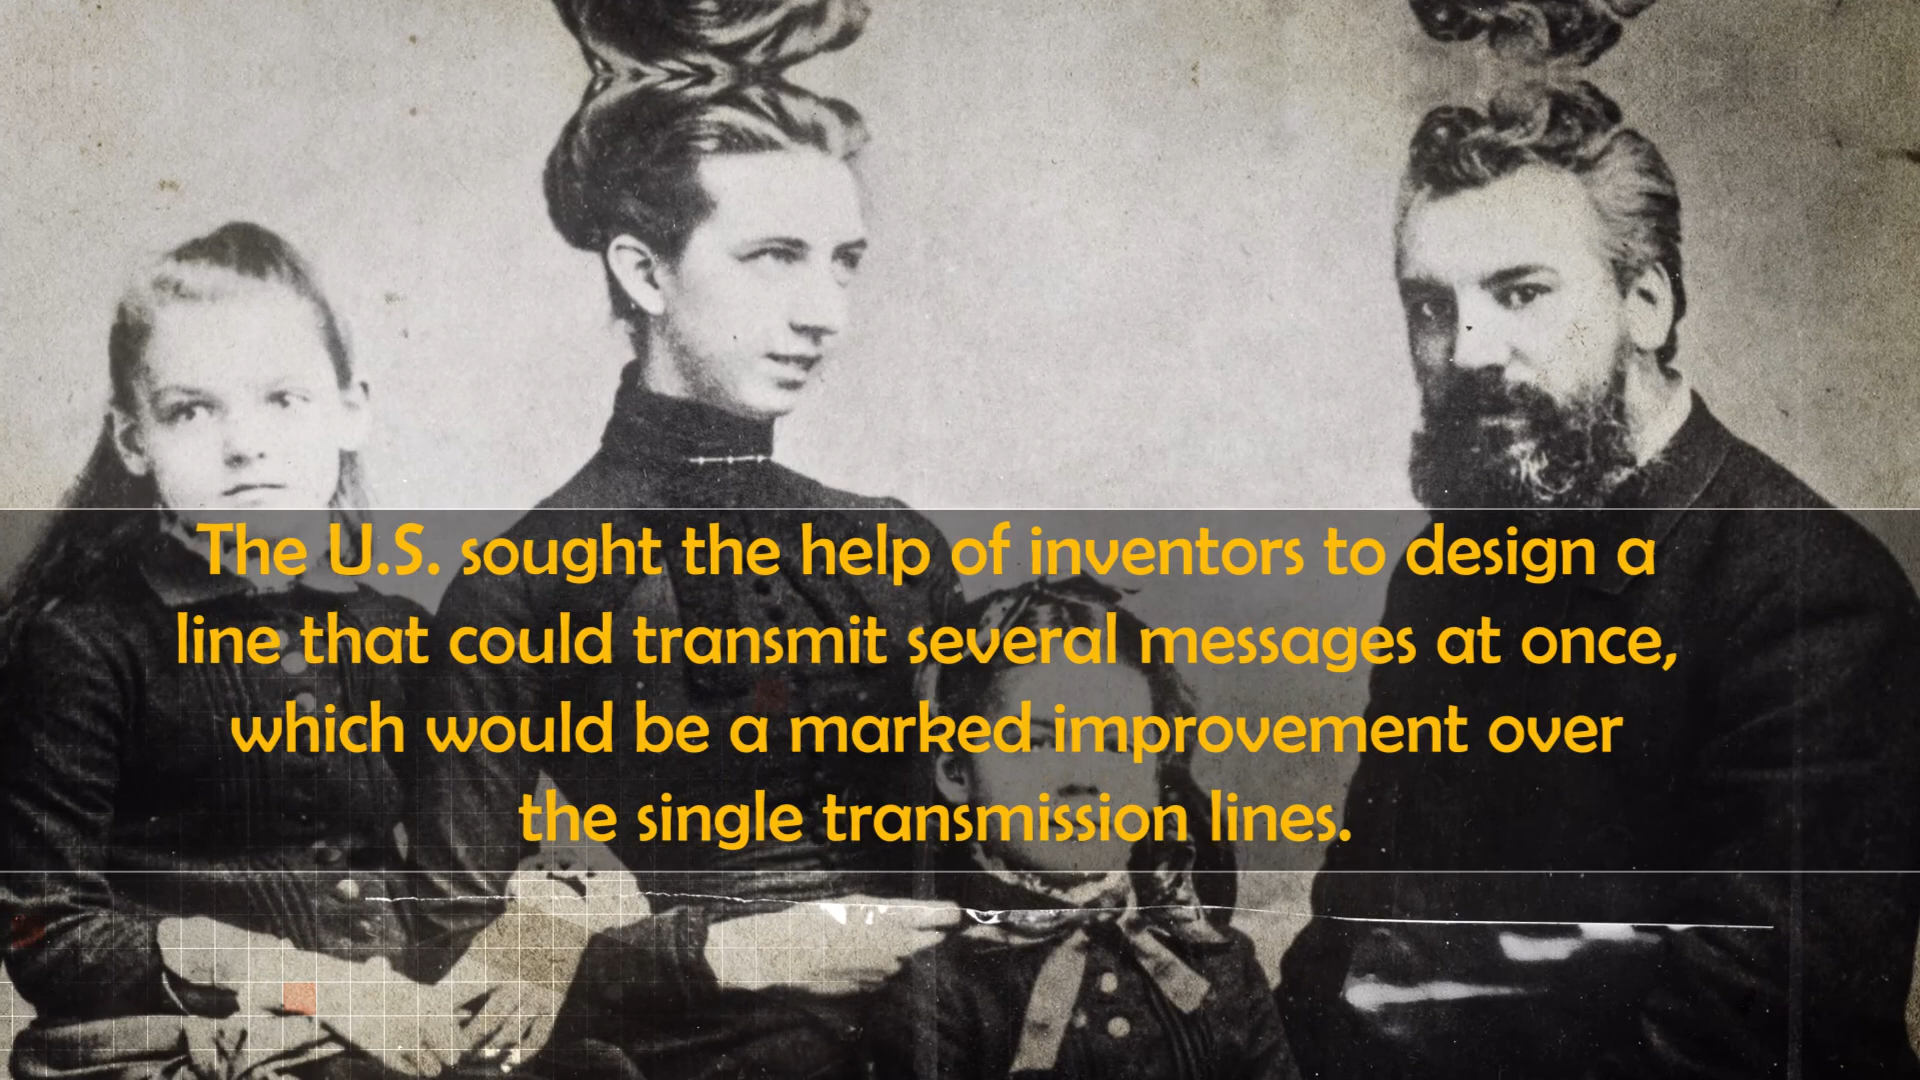 The U.S. sought the help of inventors to design a
line that could transmit several messages at once,
which would be a marked improvement over
the single transmission lines.